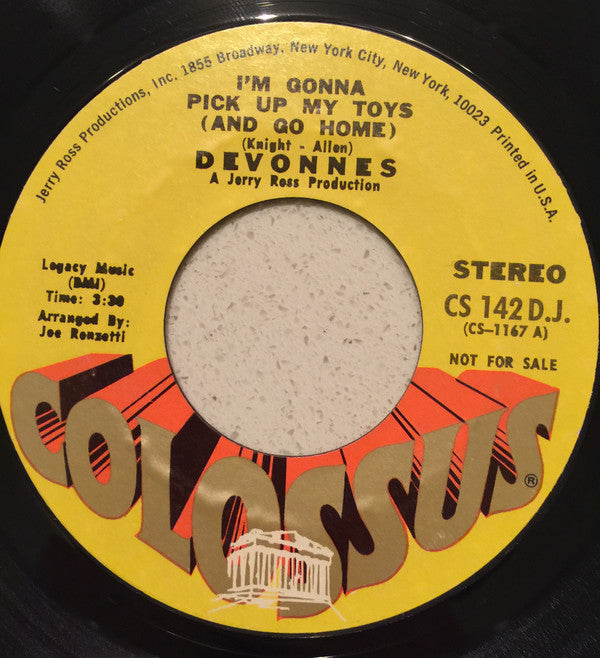 Jerry Ross Productions, Inc. 1855 Broadway, New York City, New York, 10023 Printed in U.S.A.
I'M GONNA
PICK UP MY TOYS
(AND GO HOME)
(Knight - Allen)
DEVONNES
A Jerry Ross Production
Legacy Music
(BMI)
Time: 3:30
Arranged By:
Joe Renzetti
STEREO
CS 142 D.J.
(CS-1167 A)
NOT FOR SALE
COLOSSUS®